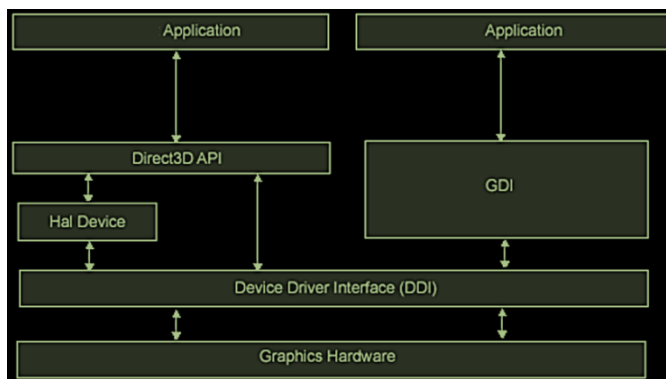 Application
Application
Direct3D API
GDI
Hal Device
Device Driver Interface (DDI)
Graphics Hardware